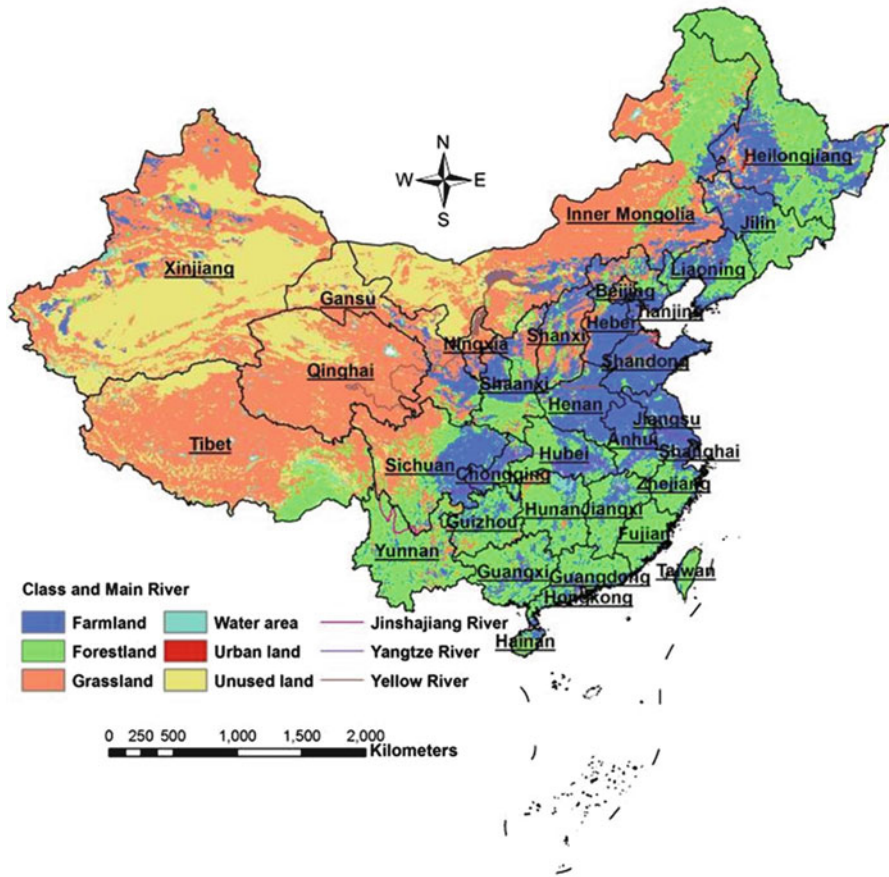 N
W E
S
Heilongjiang
Inner Mongolia
Jilin
Xinjiang
Liaoning
Gansu
Beijing
Tianjing
Hebei
Ningxia
Shanxi
Qinghai
Shandong
Shaanxi
Henan
Jiangsu
Tibet
Anhui
Sichuan
Hubei
Shanghai
Chongqing
Zhejiang
Hunan
Jiangxi
Guizhou
Fujian
Yunnan
Guangxi
Guangdong
Taiwan
Hongkong
Hainan
Class and Main River
Farmland Water area Jinshajiang River
Forestland Urban land Yangtze River
Grassland Unused land Yellow River
0 250 500 1,000 1,500 2,000
Kilometers